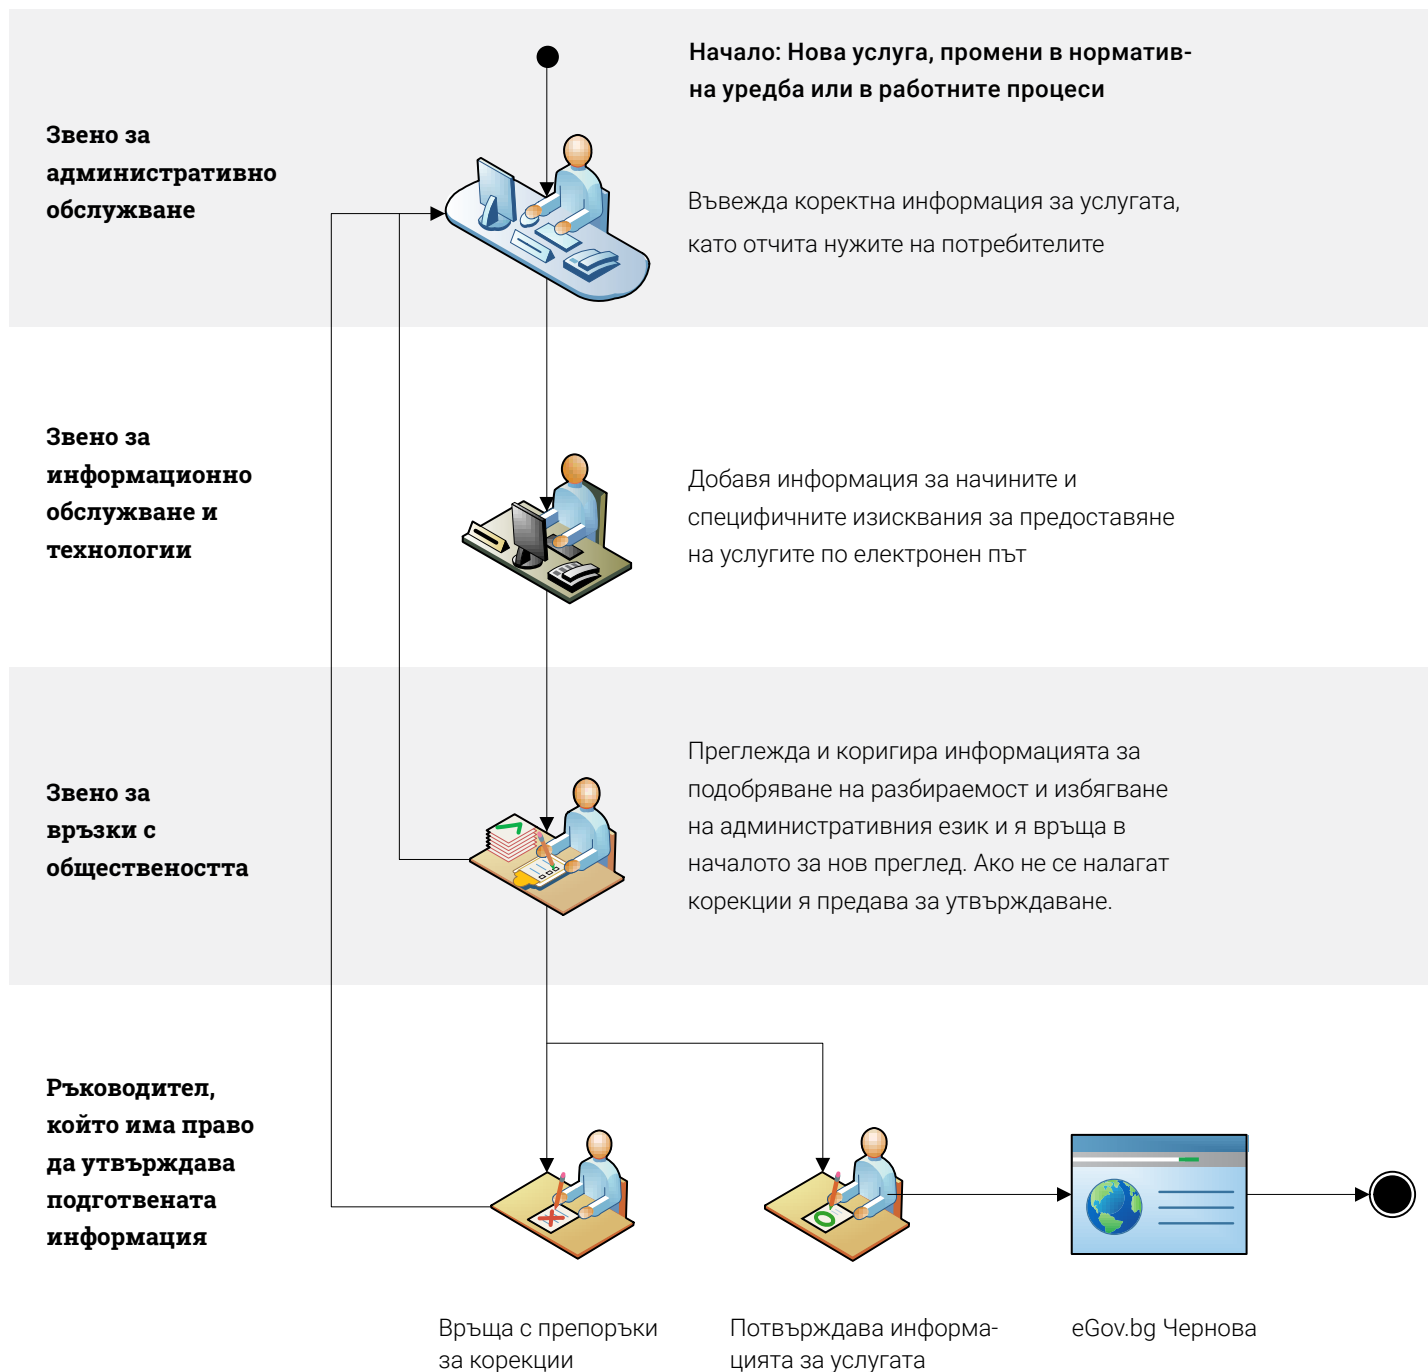 Начало: Нова услуга, промени в норматив-
на уредба или в работните процеси
Звено за
административно
обслужване
Въвежда коректна информация за услугата,
като отчита нуждите на потребителите
Звено за
информационно
обслужване и
технологии
Добавя информация за начините и
специфичните изисквания за предоставяне
на услугите по електронен път
Звено за
връзки с
обществеността
Преглежда и коригира информацията за
подобряване на разбираемост и избягване
на административния език и я връща в
началото за нов преглед. Ако не се налагат
корекции я предава за утвърждаване.
Ръководител,
който има право
да утвърждава
подготвената
информация
Връща с препоръки
за корекции
Потвърждава информа-
цията за услугата
eGov.bg Чернова